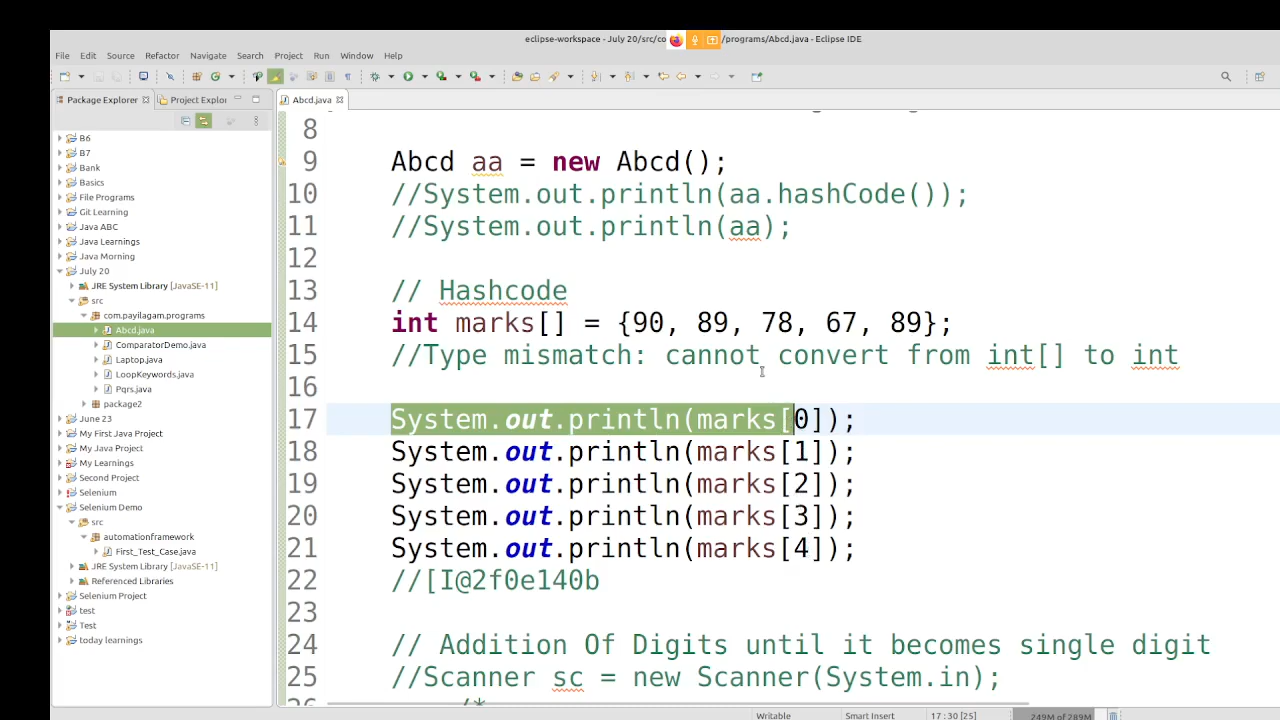 eclipse-workspace - July 20/src/co /programs/Abcd.java - Eclipse IDE
File Edit Source Refactor Navigate Search Project Run Window Help
Package Explorer Project Explo
Abcd.java
B6
B7
Bank
Basics
File Programs
Git Learning
Java ABC
Java Learnings
Java Morning
July 20
JRE System Library [JavaSE-11]
src
com.payilagam.programs
Abcd.java
ComparatorDemo.java
Laptop.java
LoopKeywords.java
Pqrs.java
package2
June 23
My First Java Project
My Java Project
My Learnings
Second Project
Selenium
Selenium Demo
src
automationframework
First_Test_Case.java
JRE System Library [JavaSE-11]
Referenced Libraries
Selenium Project
test
Test
today learnings
8
9 Abcd aa = new Abcd();
10 //System.out.println(aa.hashCode());
11 //System.out.println(aa);
12
13 // Hashcode
14 int marks[] = {90, 89, 78, 67, 89};
15 //Type mismatch: cannot convert from int[] to int
16
17 System.out.println(marks[0]);
18 System.out.println(marks[1]);
19 System.out.println(marks[2]);
20 System.out.println(marks[3]);
21 System.out.println(marks[4]);
22 //[I@2f0e140b
23
24 // Addition Of Digits until it becomes single digit
25 //Scanner sc = new Scanner(System.in);
26 /*
Writable Smart Insert 17 : 30 [25] 249M of 289M